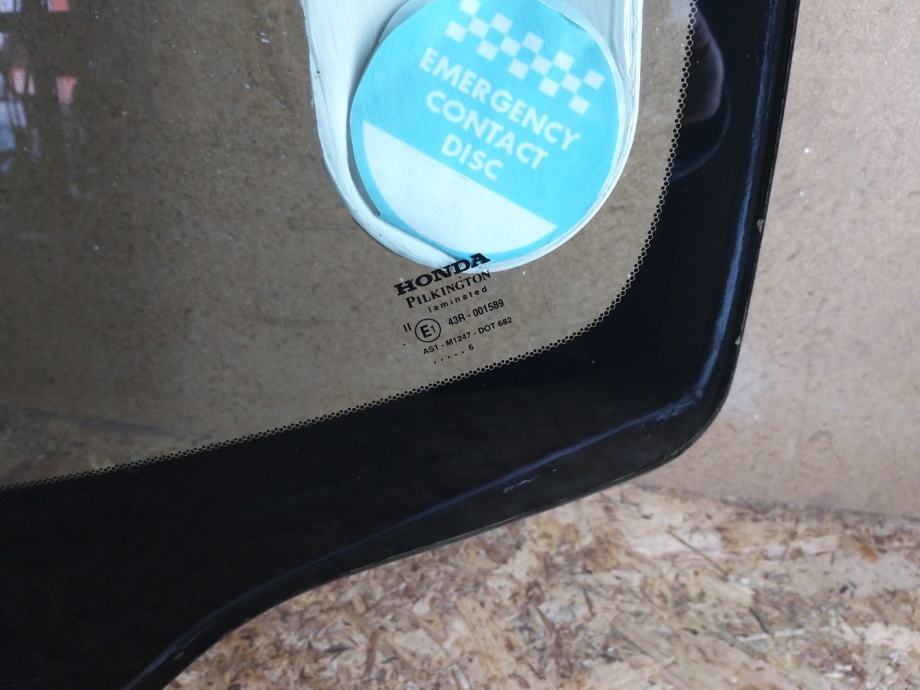 EMERGENCY
CONTACT
DISC
HONDA
PILKINGTON
laminated
II E1 43R - 001589
. AS1 - M1247 - DOT 682
. . . . . 6